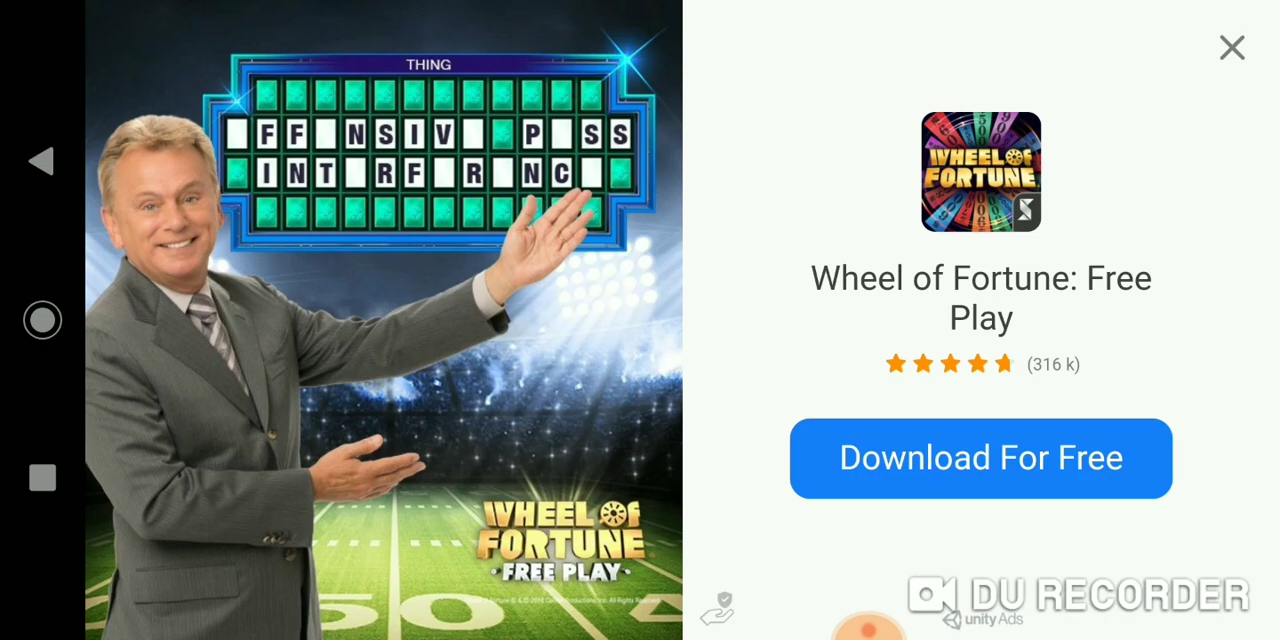 THING
FF NSIV P SS
INT RF R NC
WHEEL OF
FORTUNE
FREE PLAY
50
WHEEL OF
FORTUNE
Wheel of Fortune: Free
Play
(316 k)
Download For Free
DU RECORDER
unity Ads